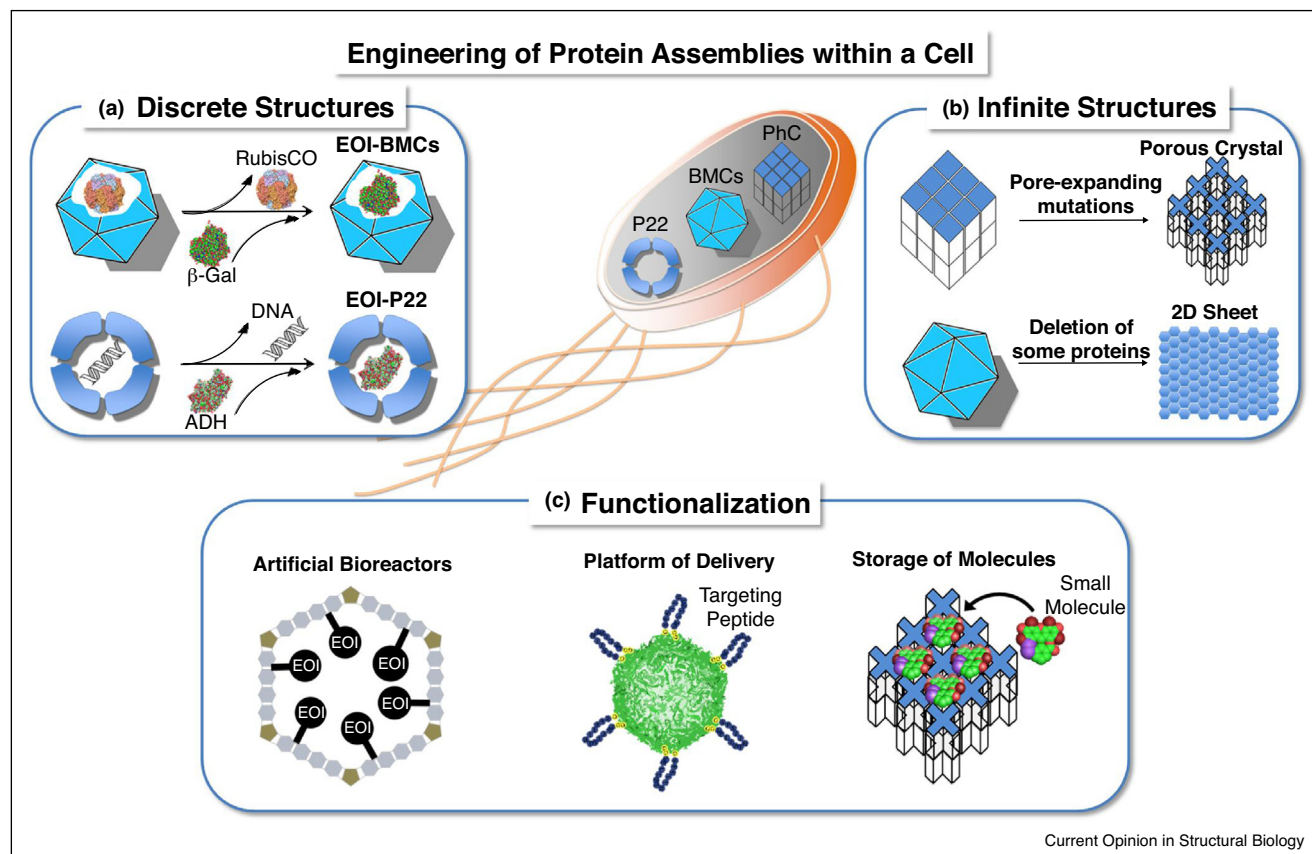 Engineering of Protein Assemblies within a Cell
(a) Discrete Structures
EOI-BMCs
RubisCO
β-Gal
EOI-P22
DNA
ADH
PhC
BMCs
P22
(b) Infinite Structures
Porous Crystal
Pore-expanding
mutations
2D Sheet
Deletion of
some proteins
(c) Functionalization
Artificial Bioreactors
EOI
EOI
EOI
EOI
EOI
EOI
Platform of Delivery
Targeting
Peptide
Storage of Molecules
Small
Molecule
Current Opinion in Structural Biology